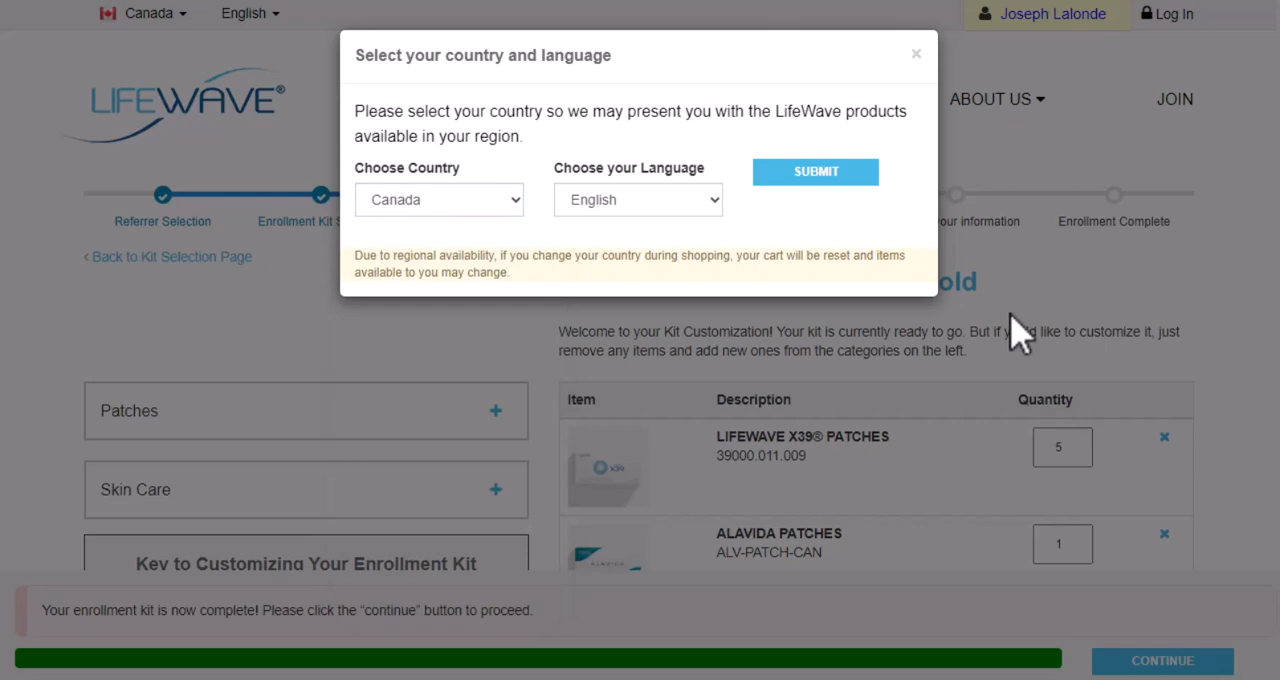 Canada
English
Joseph Lalonde
Log In
Select your country and language
×
LIFEWAVE®
ABOUT US
JOIN
Please select your country so we may present you with the LifeWave products
available in your region.
Choose Country
Choose your Language
SUBMIT
Canada
English
Referrer Selection
Enrollment Kit
our information
Enrollment Complete
Due to regional availability, if you change your country during shopping, your cart will be reset and items
available to you may change.
‹ Back to Kit Selection Page
old
Welcome to your Kit Customization! Your kit is currently ready to go. But if like to customize it, just
remove any items and add new ones from the categories on the left.
Patches
+
Skin Care
+
Key to Customizing Your Enrollment Kit
Item
Description
Quantity
X39
LIFEWAVE X39® PATCHES
39000.011.009
5
ALAVIDA
ALAVIDA PATCHES
ALV-PATCH-CAN
1
Your enrollment kit is now complete! Please click the “continue” button to proceed.
CONTINUE